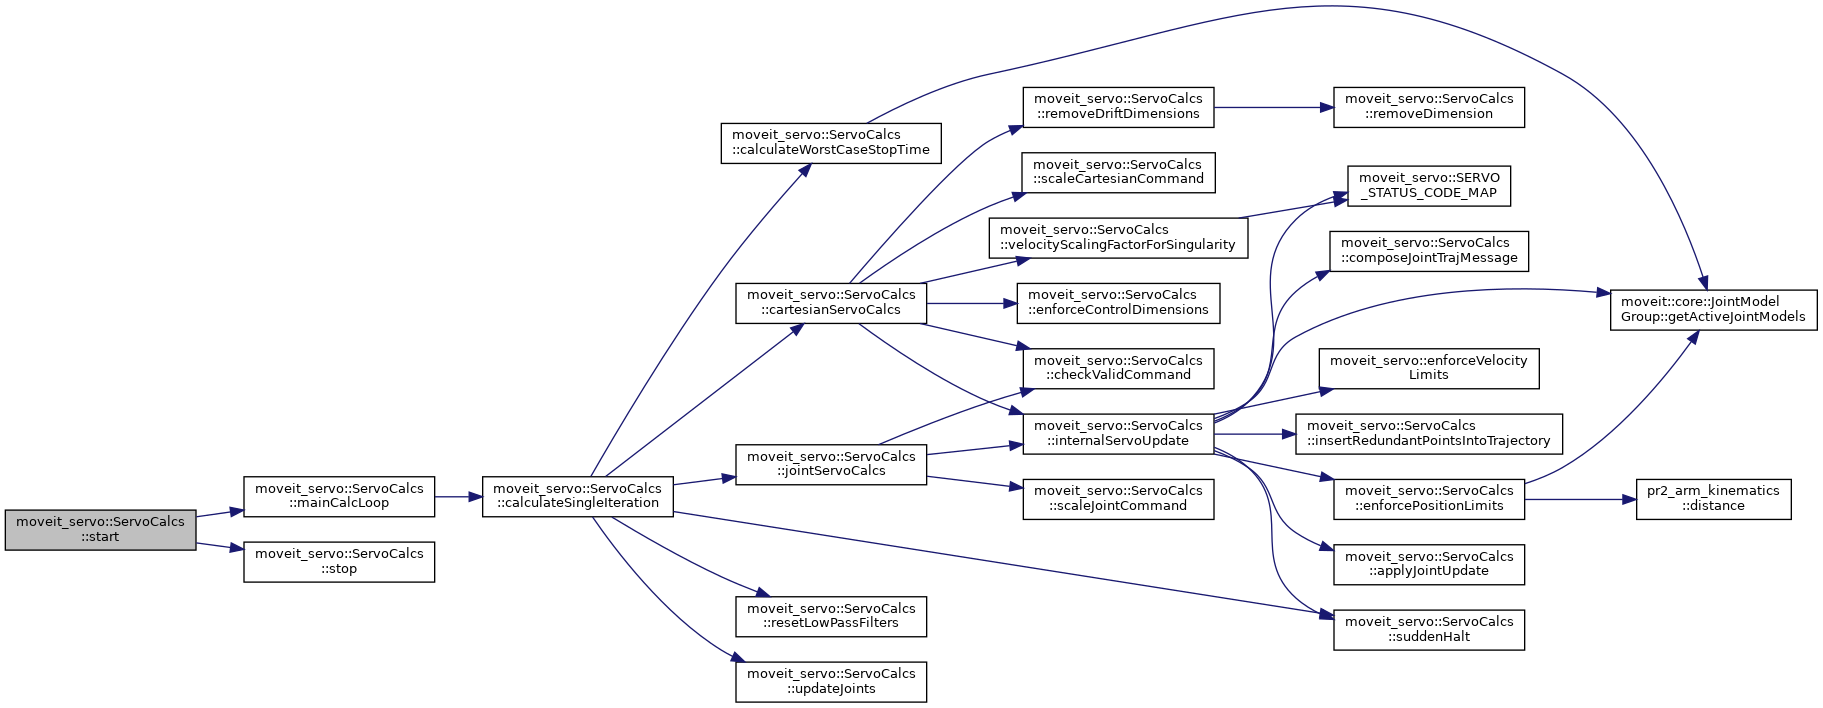 moveit_servo::ServoCalcs
::start
moveit_servo::ServoCalcs
::mainCalcLoop
moveit_servo::ServoCalcs
::stop
moveit_servo::ServoCalcs
::calculateSingleIteration
moveit_servo::ServoCalcs
::calculateWorstCaseStopTime
moveit_servo::ServoCalcs
::cartesianServoCalcs
moveit_servo::ServoCalcs
::jointServoCalcs
moveit_servo::ServoCalcs
::resetLowPassFilters
moveit_servo::ServoCalcs
::updateJoints
moveit_servo::ServoCalcs
::removeDriftDimensions
moveit_servo::ServoCalcs
::scaleCartesianCommand
moveit_servo::ServoCalcs
::velocityScalingFactorForSingularity
moveit_servo::ServoCalcs
::enforceControlDimensions
moveit_servo::ServoCalcs
::checkValidCommand
moveit_servo::ServoCalcs
::internalServoUpdate
moveit_servo::ServoCalcs
::scaleJointCommand
moveit_servo::ServoCalcs
::removeDimension
moveit_servo::SERVO
_STATUS_CODE_MAP
moveit_servo::ServoCalcs
::composeJointTrajMessage
moveit_servo::enforceVelocity
Limits
moveit_servo::ServoCalcs
::insertRedundantPointsIntoTrajectory
moveit_servo::ServoCalcs
::enforcePositionLimits
moveit_servo::ServoCalcs
::applyJointUpdate
moveit_servo::ServoCalcs
::suddenHalt
moveit::core::JointModel
Group::getActiveJointModels
pr2_arm_kinematics
::distance